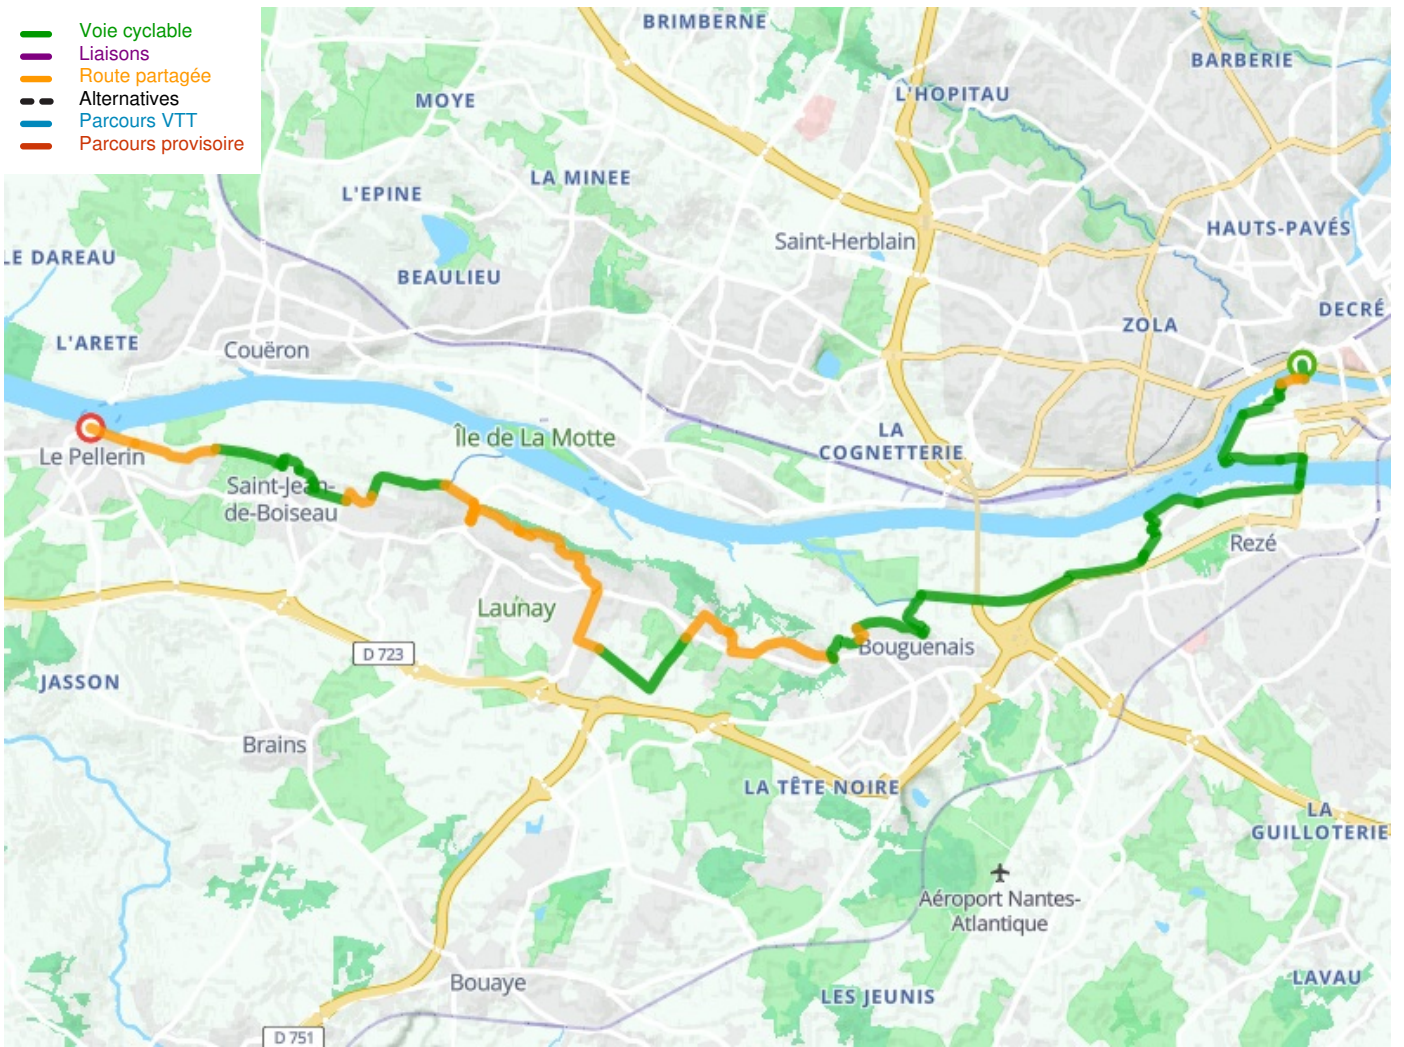 Voie cyclable
Liaisons
Route partagée
Alternatives
Parcours VTT
Parcours provisoire
BRIMBERNE
BARBERIE
MOYE
L'HOPITAU
L'EPINE
LA MINEE
HAUTS-PAVÉS
Saint-Herblain
LE DAREAU
BEAULIEU
DECRÉ
ZOLA
L'ARETE
Couëron
Île de La Motte
LA
COGNETTERIE
Le Pellerin
Saint-Jean-
de-Boiseau
Rezé
Launay
Bouguenais
D 723
JASSON
Brains
LA TÊTE NOIRE
LA
GUILLOTERIE
Aéroport Nantes-
Atlantique
Bouaye
LES JEUNIS
LAVAU
D 751